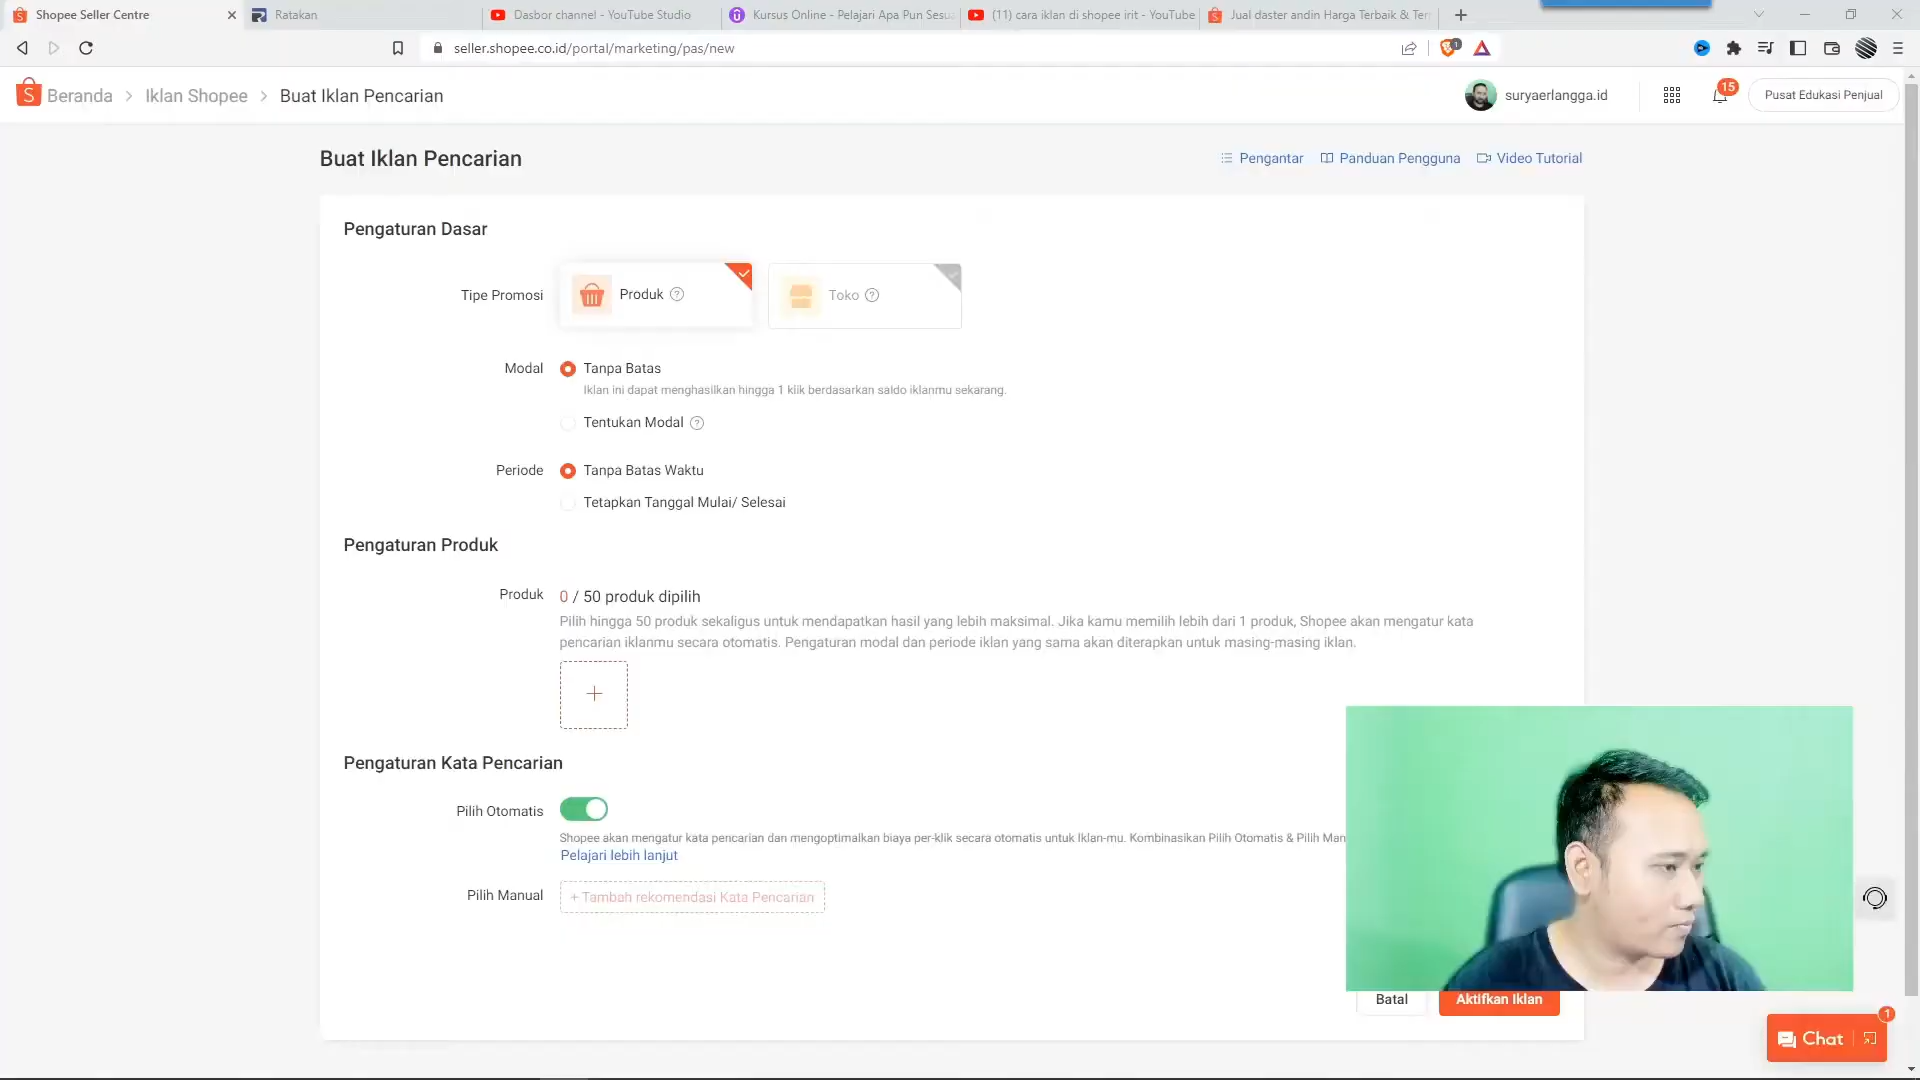 Shopee Seller Centre
Ratakan
Dasbor channel - YouTube Studio
Kursus Online - Pelajari Apa Pun Sesu
(11) cara iklan di shopee irit - YouTube
Jual daster andin Harga Terbaik & Ter
seller.shopee.co.id/portal/marketing/pas/new
1
Beranda > Iklan Shopee > Buat Iklan Pencarian
suryaerlangga.id
15
Pusat Edukasi Penjual
Buat Iklan Pencarian
Pengantar
Panduan Pengguna
Video Tutorial
Pengaturan Dasar
Tipe Promosi
Produk ?
Toko ?
Modal
Tanpa Batas
Iklan ini dapat menghasilkan hingga 1 klik berdasarkan saldo iklanmu sekarang.
Tentukan Modal ?
Periode
Tanpa Batas Waktu
Tetapkan Tanggal Mulai/ Selesai
Pengaturan Produk
Produk
0 / 50 produk dipilih
Pilih hingga 50 produk sekaligus untuk mendapatkan hasil yang lebih maksimal. Jika kamu memilih lebih dari 1 produk, Shopee akan mengatur kata
pencarian iklanmu secara otomatis. Pengaturan modal dan periode iklan yang sama akan diterapkan untuk masing-masing iklan.
+
Pengaturan Kata Pencarian
Pilih Otomatis
Shopee akan mengatur kata pencarian dan mengoptimalkan biaya per-klik secara otomatis untuk Iklan-mu. Kombinasikan Pilih Otomatis & Pilih Man
Pelajari lebih lanjut
Pilih Manual
+ Tambah rekomendasi Kata Pencarian
Batal
Aktifkan Iklan
Chat
1